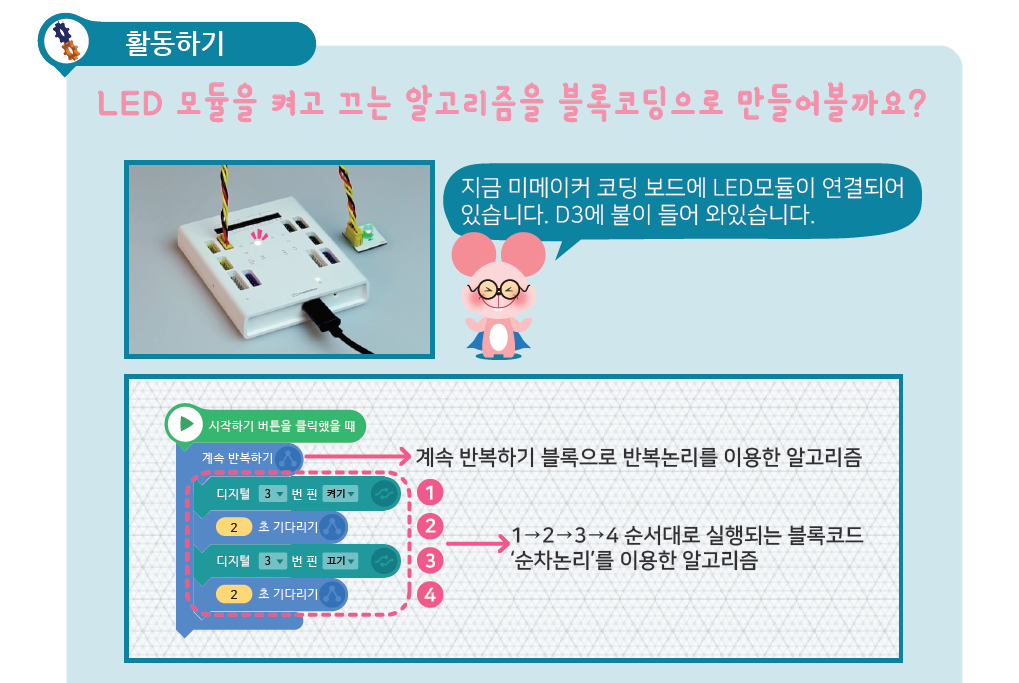 활동하기
LED 모듈을 켜고 끄는 알고리즘을 블록코딩으로 만들어볼까요?
지금 미메이커 코딩 보드에 LED모듈이 연결되어
있습니다. D3에 불이 들어 와있습니다.
시작하기 버튼을 클릭했을 때
계속 반복하기
계속 반복하기 블록으로 반복논리를 이용한 알고리즘
디지털 3 번 핀 켜기 1
2 초 기다리기 2
디지털 3 번 핀 끄기 3
2 초 기다리기 4
1→2→3→4 순서대로 실행되는 블록코드
‘순차논리’를 이용한 알고리즘